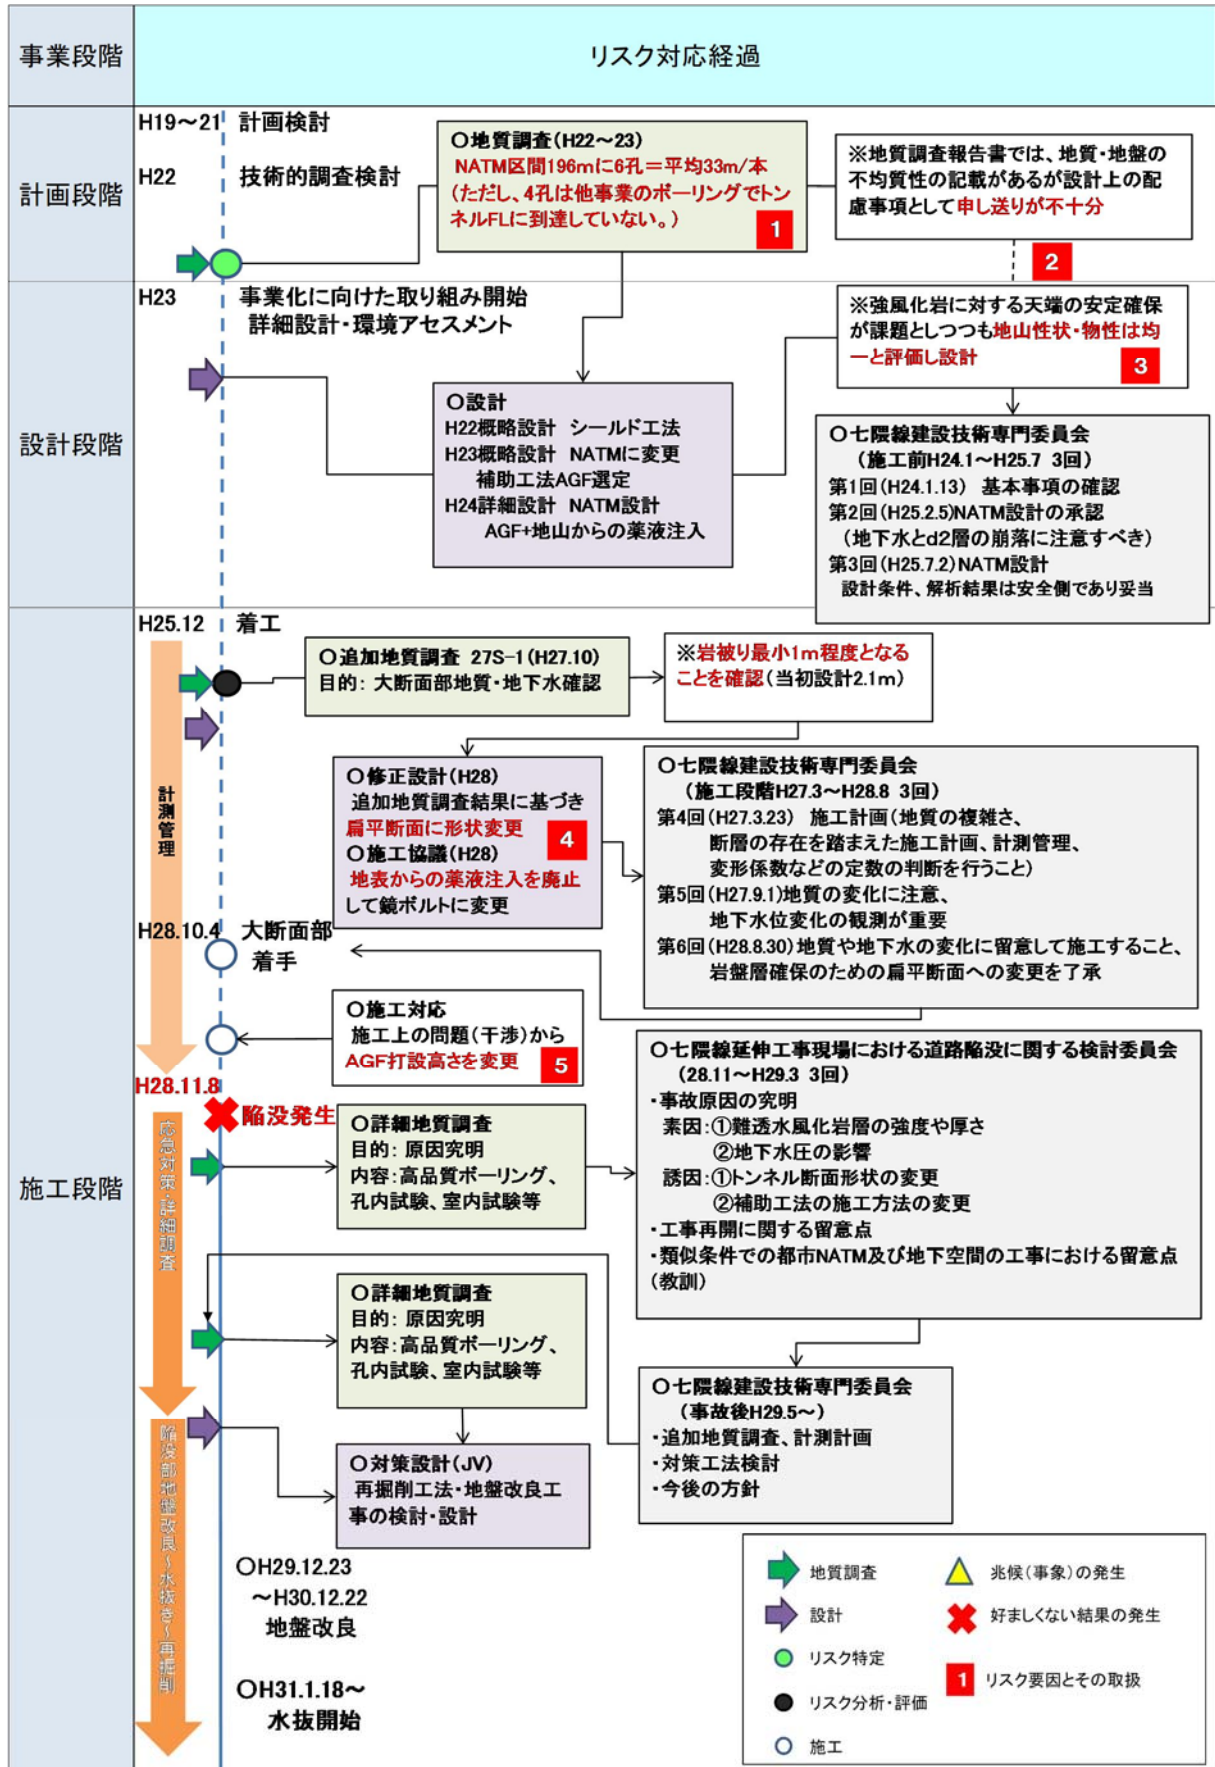 事業段階
リスク対応経過
計画段階
H19～21 計画検討
H22 技術的調査検討
〇地質調査(H22～23)
NATM区間196mに6孔＝平均33m/本
(ただし、4孔は他事業のボーリングでトン
ネルFLに到達していない。)
1
※地質調査報告書では、地質・地盤の
不均質性の記載があるが設計上の配
慮事項として申し送りが不十分
2
設計段階
H23 事業化に向けた取り組み開始
詳細設計・環境アセスメント
※強風化岩に対する天端の安定確保
が課題としつつも地山性状・物性は均
一と評価し設計
3
〇設計
H22概略設計 シールド工法
H23概略設計 NATMに変更
補助工法AGF選定
H24詳細設計 NATM設計
AGF+地山からの薬液注入
〇七隈線建設技術専門委員会
(施工前H24.1～H25.7 3回)
第1回(H24.1.13) 基本事項の確認
第2回(H25.2.5)NATM設計の承認
(地下水とd2層の崩落に注意すべき)
第3回(H25.7.2)NATM設計
設計条件、解析結果は安全側であり妥当
施工段階
H25.12 着工
計測管理
〇追加地質調査 27S-1(H27.10)
目的: 大断面部地質・地下水確認
※岩被り最小1m程度となる
ことを確認(当初設計2.1m)
〇修正設計(H28)
追加地質調査結果に基づき
扁平断面に形状変更
〇施工協議(H28)
地表からの薬液注入を廃止
して鏡ボルトに変更
4
〇七隈線建設技術専門委員会
(施工段階H27.3～H28.8 3回)
第4回(H27.3.23) 施工計画(地質の複雑さ、
断層の存在を踏まえた施工計画、計測管理、
変形係数などの定数の判断を行うこと)
第5回(H27.9.1)地質の変化に注意、
地下水位変化の観測が重要
第6回(H28.8.30)地質や地下水の変化に留意して施工すること、
岩盤層確保のための扁平断面への変更を了承
H28.10.4 大断面部
着手
〇施工対応
施工上の問題(干渉)から
AGF打設高さを変更
5
H28.11.8
陥没発生
応急対策・詳細調査
〇詳細地質調査
目的: 原因究明
内容:高品質ボーリング、
孔内試験、室内試験等
〇七隈線延伸工事現場における道路陥没に関する検討委員会
(28.11～H29.3 3回)
・事故原因の究明
素因:①難透水風化岩層の強度や厚さ
②地下水圧の影響
誘因:①トンネル断面形状の変更
②補助工法の施工方法の変更
・工事再開に関する留意点
・類似条件での都市NATM及び地下空間の工事における留意点
(教訓)
〇詳細地質調査
目的: 原因究明
内容:高品質ボーリング、
孔内試験、室内試験等
〇七隈線建設技術専門委員会
(事故後H29.5～)
・追加地質調査、計測計画
・対策工法検討
・今後の方針
陥没部地盤改良～水抜き～再掘削
〇対策設計(JV)
再掘削工法・地盤改良工
事の検討・設計
〇H29.12.23
～H30.12.22
地盤改良
〇H31.1.18～
水抜開始
地質調査
設計
リスク特定
リスク分析・評価
施工
兆候(事象)の発生
好ましくない結果の発生
1 リスク要因とその取扱